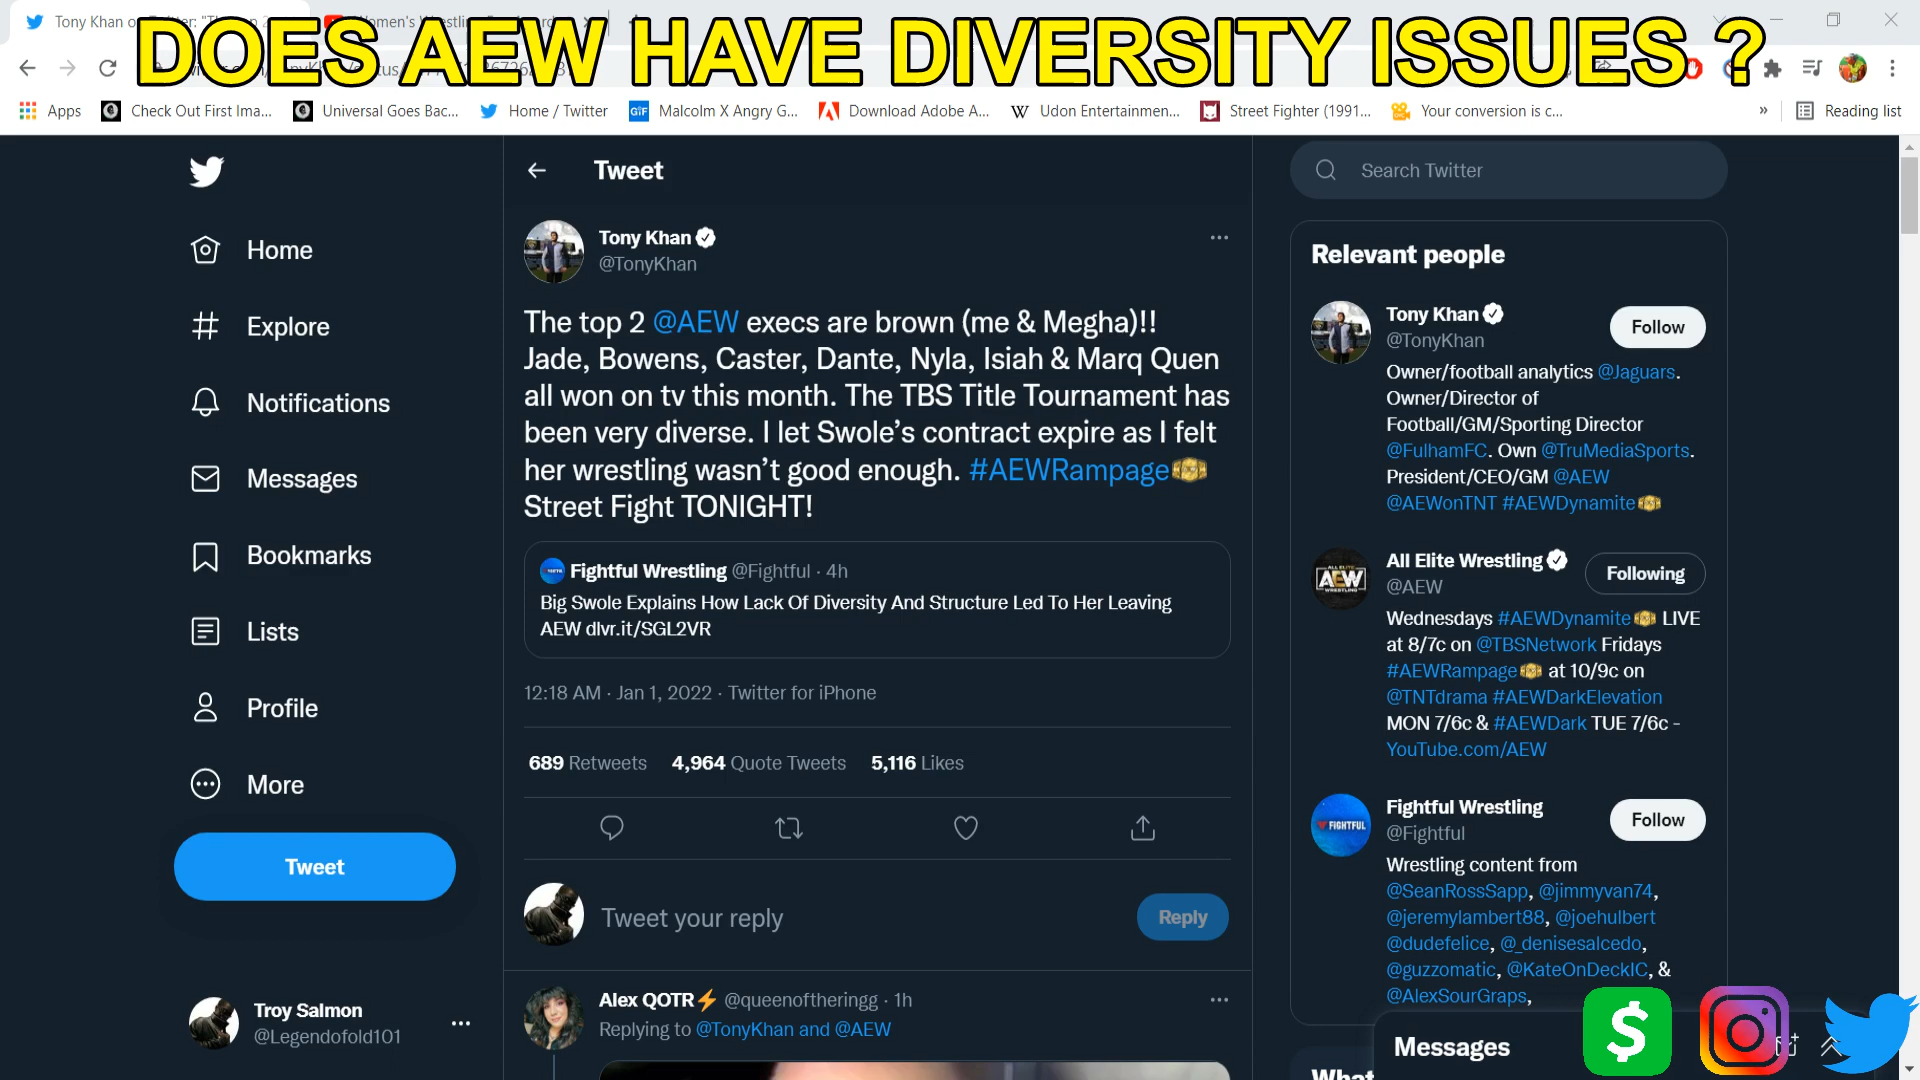 DOES AEW HAVE DIVERSITY ISSUES ?
Apps
Check Out First Ima...
Universal Goes Bac...
Home / Twitter
GIF
Malcolm X Angry G...
Download Adobe A...
W
Udon Entertainmen...
Street Fighter (1991...
Your conversion is c...
»
Reading list
Home
Explore
Notifications
Messages
Bookmarks
Lists
Profile
More
Tweet
Troy Salmon
@Legendofold101
Tweet
Tony Khan
@TonyKhan
The top 2 @AEW execs are brown (me & Megha)!!
Jade, Bowens, Caster, Dante, Nyla, Isiah & Marq Quen
all won on tv this month. The TBS Title Tournament has
been very diverse. I let Swole’s contract expire as I felt
her wrestling wasn’t good enough. #AEWRampage
Street Fight TONIGHT!
Fightful Wrestling @Fightful · 4h
Big Swole Explains How Lack Of Diversity And Structure Led To Her Leaving
AEW dlvr.it/SGL2VR
12:18 AM · Jan 1, 2022 · Twitter for iPhone
689 Retweets 4,964 Quote Tweets 5,116 Likes
Tweet your reply
Reply
Alex QOTR⚡ @queenoftheringg · 1h
Replying to @TonyKhan and @AEW
Search Twitter
Relevant people
Tony Khan
@TonyKhan
Follow
Owner/football analytics @Jaguars.
Owner/Director of
Football/GM/Sporting Director
@FulhamFC. Own @TruMediaSports.
President/CEO/GM @AEW
@AEWonTNT #AEWDynamite
All Elite Wrestling
@AEW
Following
ALL ELITE
AEW
WRESTLING
Wednesdays #AEWDynamite LIVE
at 8/7c on @TBSNetwork Fridays
#AEWRampage at 10/9c on
@TNTdrama #AEWDarkElevation
MON 7/6c & #AEWDark TUE 7/6c -
YouTube.com/AEW
Fightful Wrestling
@Fightful
Follow
FIGHTFUL
Wrestling content from
@SeanRossSapp, @jimmyvan74,
@jeremylambert88, @joehulbert
@dudefelice, @_denisesalcedo,
@guzzomatic, @KateOnDeckIC, &
@AlexSourGraps,
Messages
$